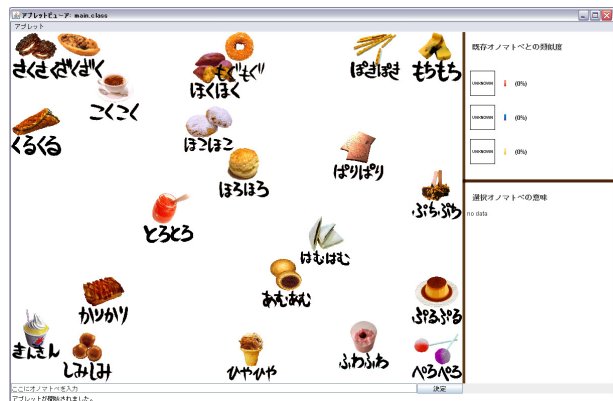 アプレットビューア: main.class
アプレット
さくさく
ざくざく
もぐもぐ
ほくほく
ぽきぽき
もちもち
こくこく
くるくる
ほこほこ
ほろほろ
ぱりぱり
ぷちぷち
とろとろ
はむはむ
あむあむ
かりかり
ぷるぷる
きんきん
しみしみ
ひやひや
ふわふわ
ぺろぺろ
既存オノマトペとの類似度
UNKNOWN (0%)
UNKNOWN (0%)
UNKNOWN (0%)
選択オノマトペの意味
no data
ここにオノマトペを入力
決定
アプレットが開始されました。